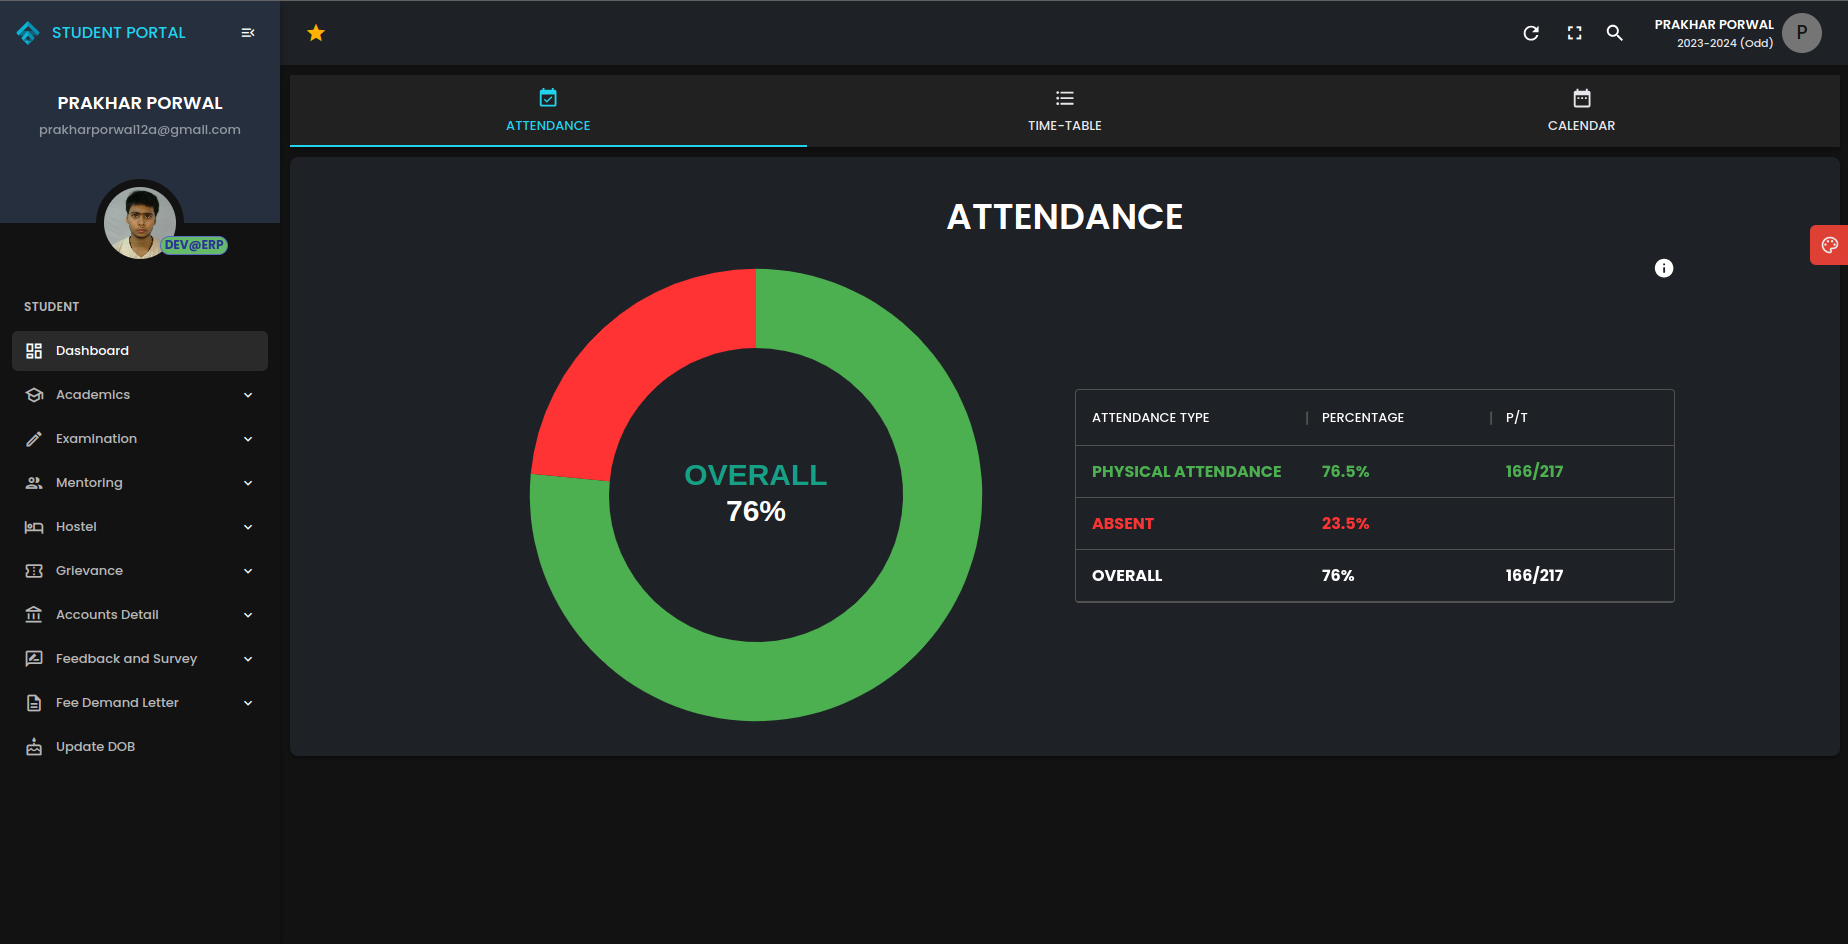 STUDENT PORTAL
PRAKHAR PORWAL
2023-2024 (Odd)
P
PRAKHAR PORWAL
prakharporwal12a@gmail.com
DEV@ERP
STUDENT
Dashboard
Academics
Examination
Mentoring
Hostel
Grievance
Accounts Detail
Feedback and Survey
Fee Demand Letter
Update DOB
ATTENDANCE
TIME-TABLE
CALENDAR
ATTENDANCE
OVERALL
76%
ATTENDANCE TYPE PERCENTAGE P/T
PHYSICAL ATTENDANCE 76.5% 166/217
ABSENT 23.5%
OVERALL 76% 166/217